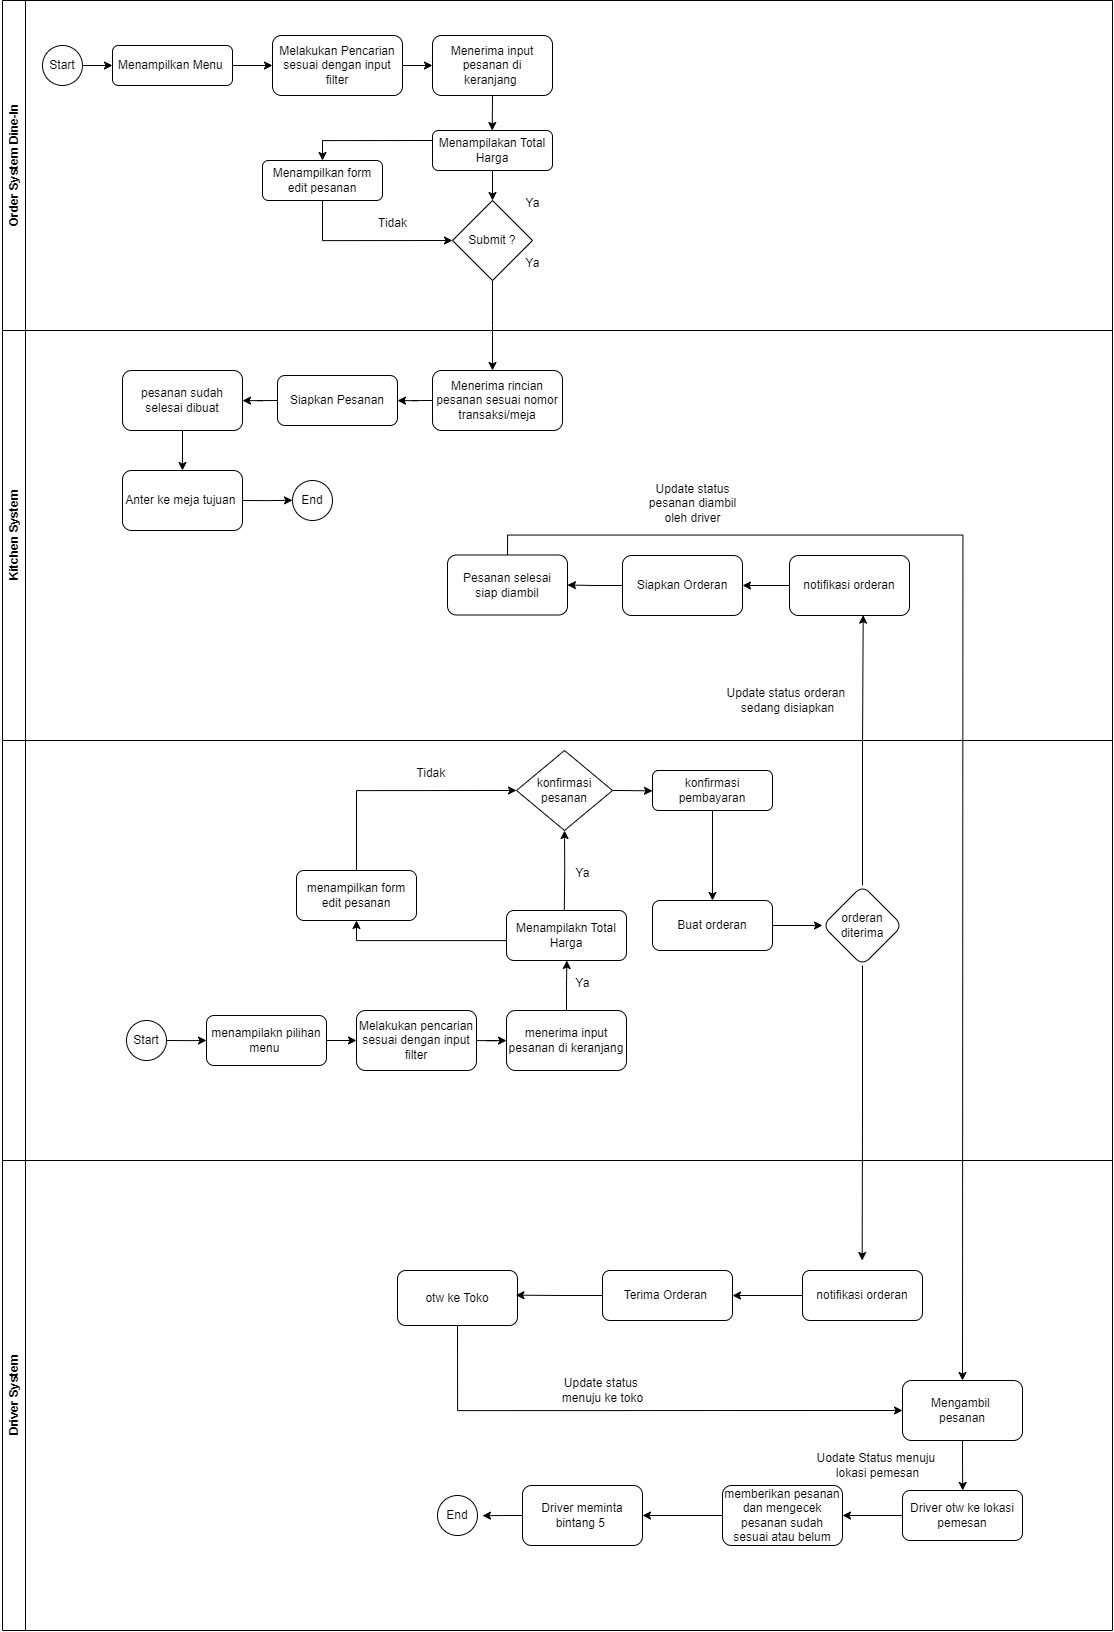 Order System Dine-In
Start
Menampilkan Menu
Melakukan Pencarian
sesuai dengan input
filter
Menerima input
pesanan di
keranjang
Menampilakan Total
Harga
Menampilkan form
edit pesanan
Tidak
Ya
Submit ?
Ya
Kitchen System
Menerima rincian
pesanan sesuai nomor
transaksi/meja
Siapkan Pesanan
pesanan sudah
selesai dibuat
Anter ke meja tujuan
End
Update status
pesanan diambil
oleh driver
Pesanan selesai
siap diambil
Siapkan Orderan
notifikasi orderan
Update status orderan
sedang disiapkan
Tidak
konfirmasi
pesanan
konfirmasi
pembayaran
Ya
menampilkan form
edit pesanan
Menampilakn Total
Harga
Buat orderan
orderan
diterima
Ya
Start
menampilakn pilihan
menu
Melakukan pencarian
sesuai dengan input
filter
menerima input
pesanan di keranjang
Driver System
otw ke Toko
Terima Orderan
notifikasi orderan
Update status
menuju ke toko
Mengambil
pesanan
Uodate Status menuju
lokasi pemesan
End
Driver meminta
bintang 5
memberikan pesanan
dan mengecek
pesanan sudah
sesuai atau belum
Driver otw ke lokasi
pemesan